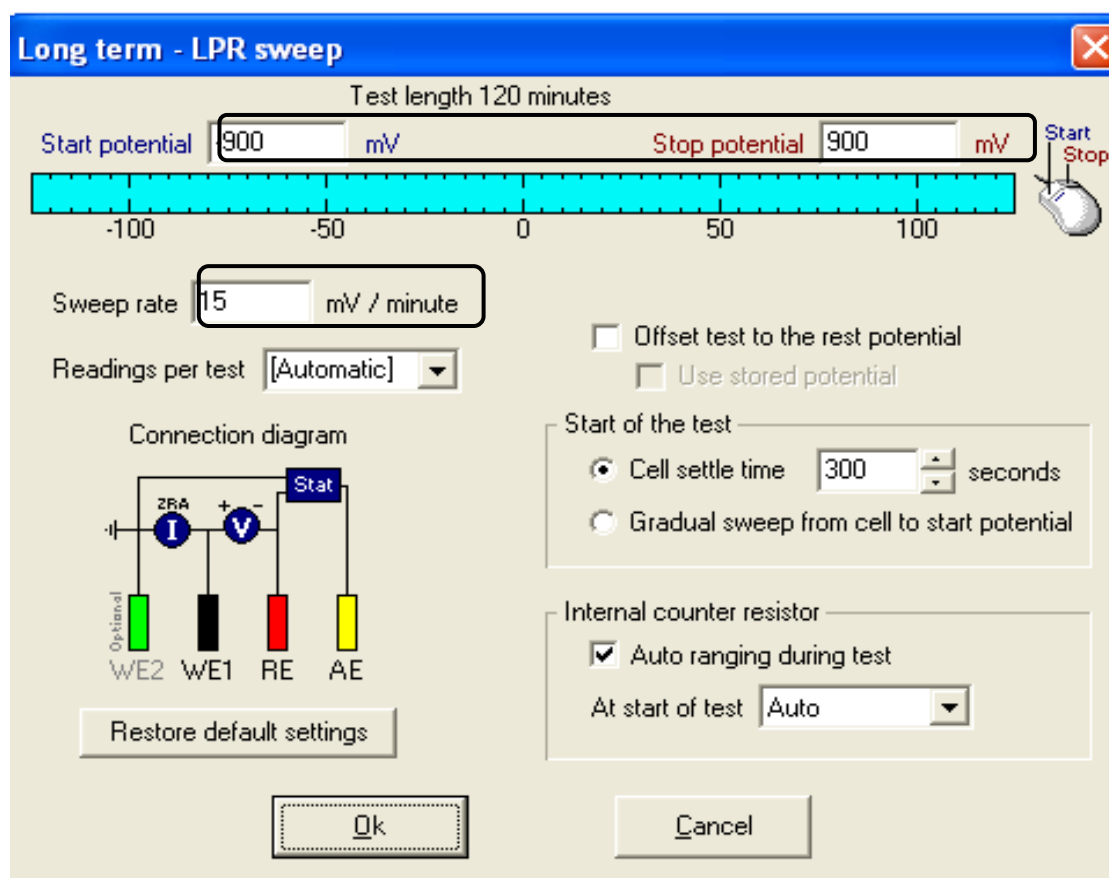 Long term - LPR sweep
Test length 120 minutes
Start potential -900 mV Stop potential 900 mV
Start
Stop
-100 -50 0 50 100
Sweep rate 15 mV / minute
Offset test to the rest potential
Readings per test [Automatic]
Use stored potential
Connection diagram
Start of the test
Stat
Cell settle time 300 seconds
ZRA + -
I V
Gradual sweep from cell to start potential
Optional
WE2 WE1 RE AE
Internal counter resistor
Auto ranging during test
At start of test Auto
Restore default settings
Ok Cancel